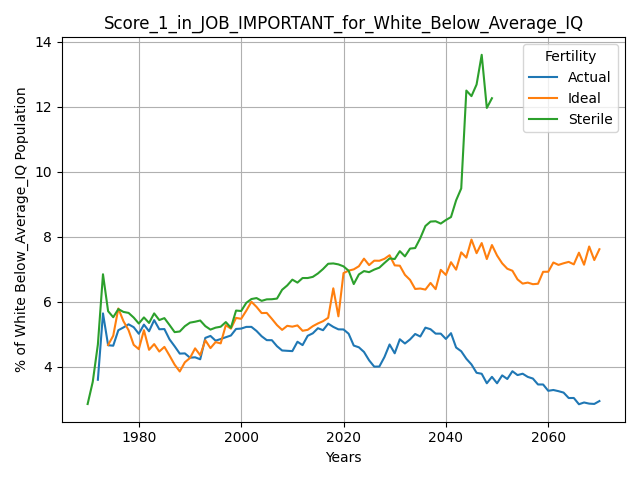 Score_1_in_JOB_IMPORTANT_for_White_Below_Average_IQ
% of White Below_Average_IQ Population
14
12
10
8
6
4
Fertility
Actual
Ideal
Sterile
1980 2000 2020 2040 2060
Years